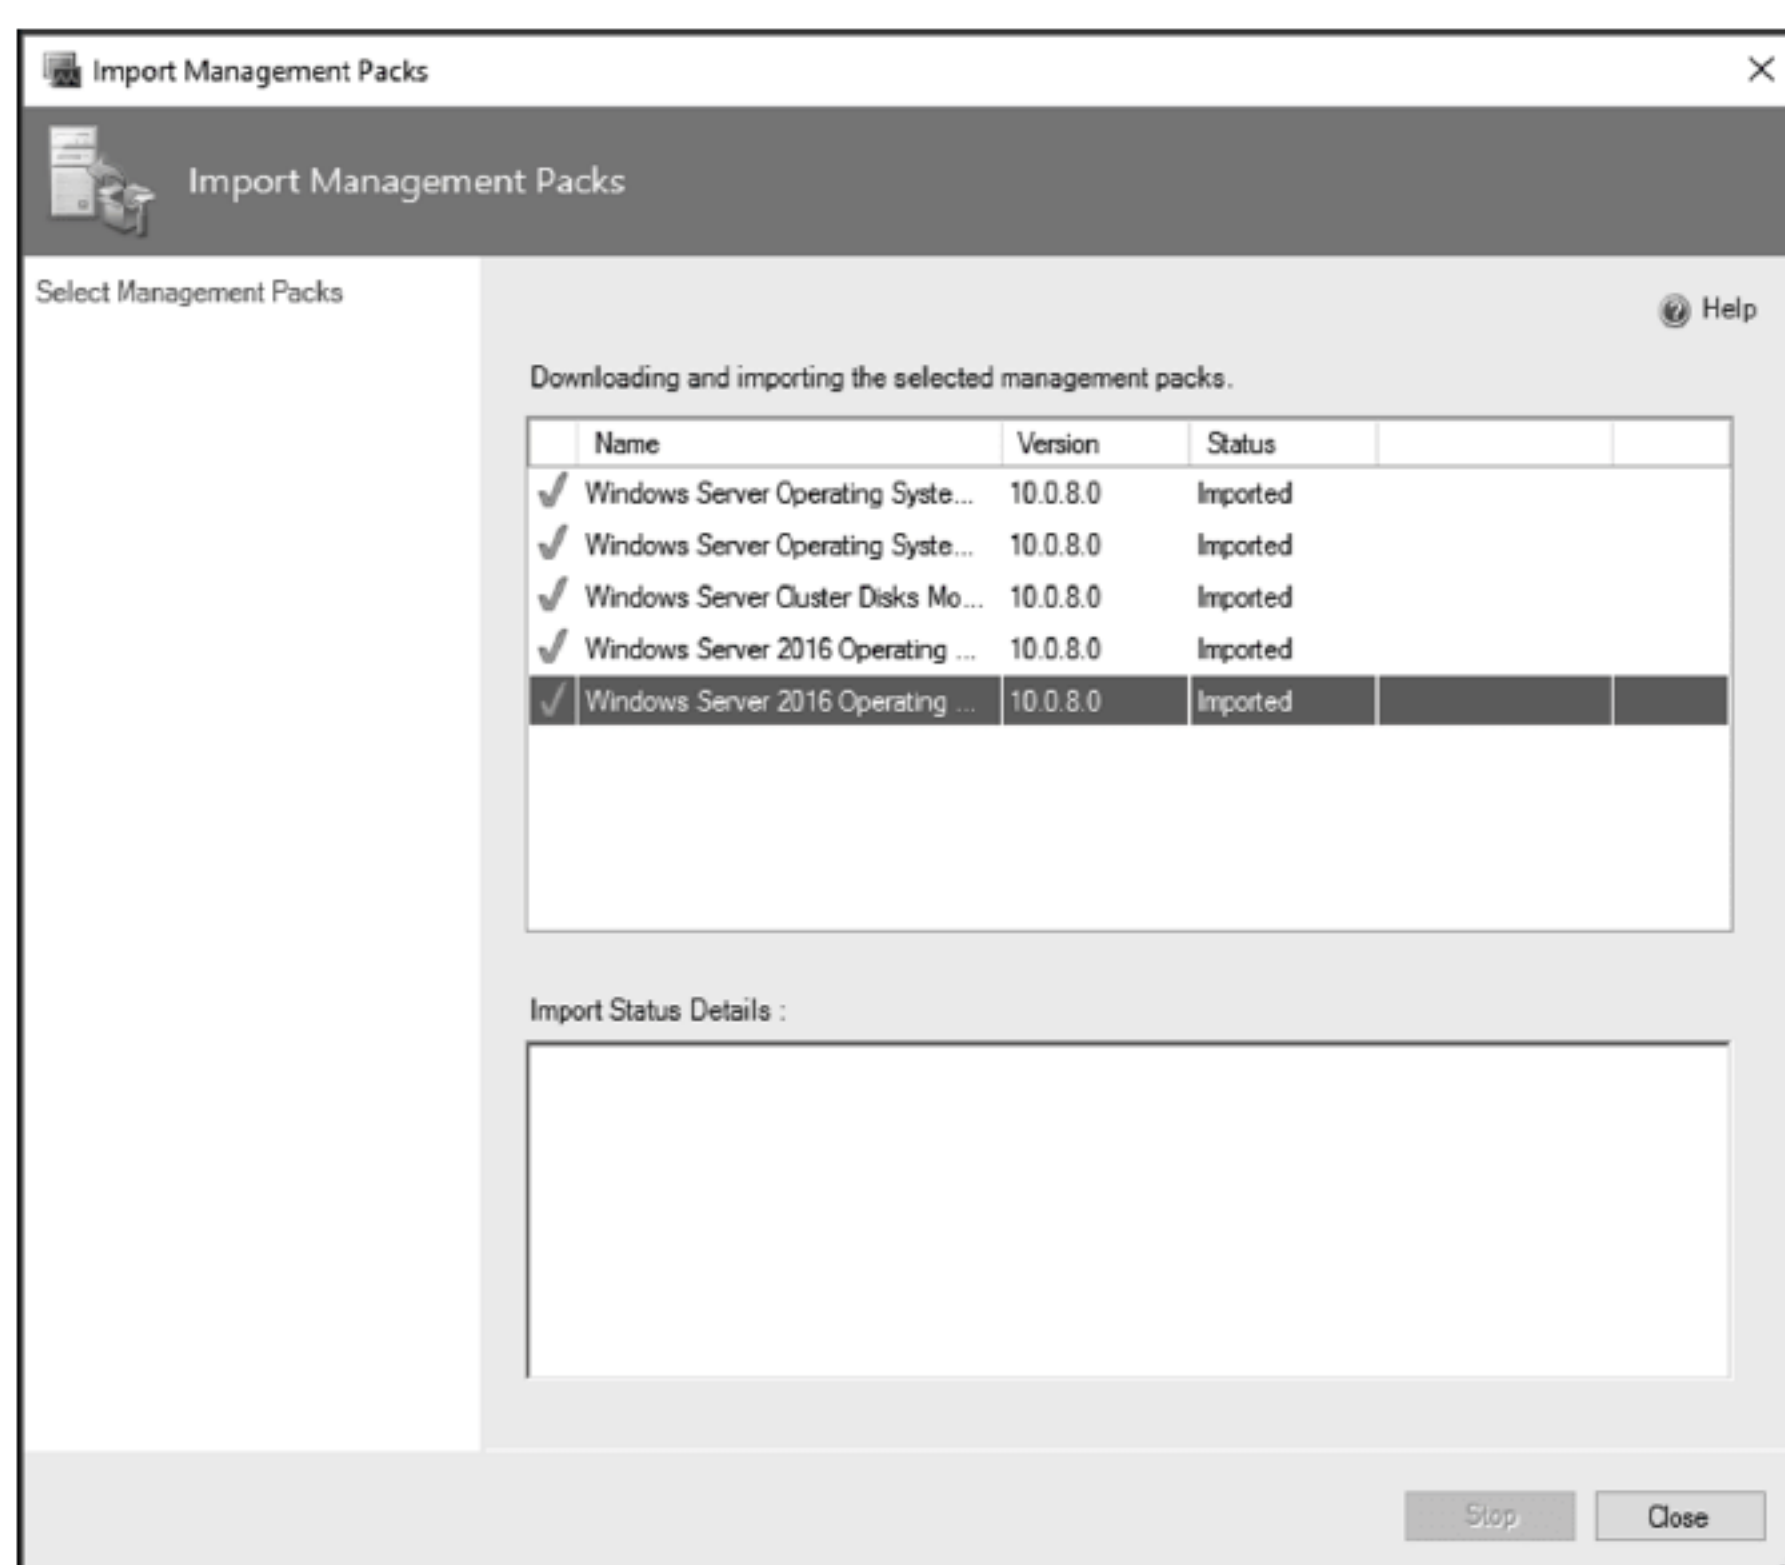 Import Management Packs
Import Management Packs
Select Management Packs
Help
Downloading and importing the selected management packs.
Name Version Status
Windows Server Operating Syste... 10.0.8.0 Imported
Windows Server Operating Syste... 10.0.8.0 Imported
Windows Server Cluster Disks Mo... 10.0.8.0 Imported
Windows Server 2016 Operating ... 10.0.8.0 Imported
Windows Server 2016 Operating ... 10.0.8.0 Imported
Import Status Details :
Stop Close